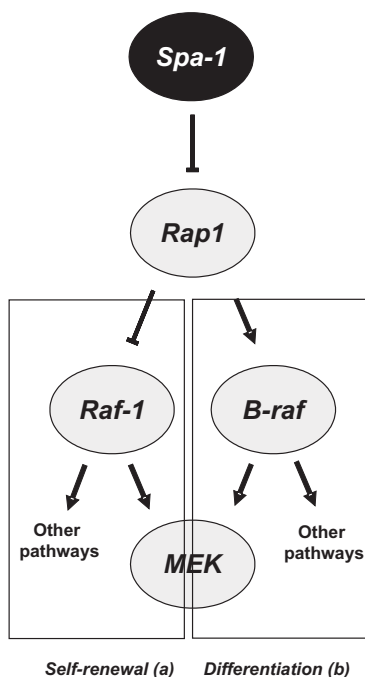 Spa-1
Rap1
Raf-1
B-raf
Other
pathways
Other
pathways
MEK
Self-renewal (a)
Differentiation (b)